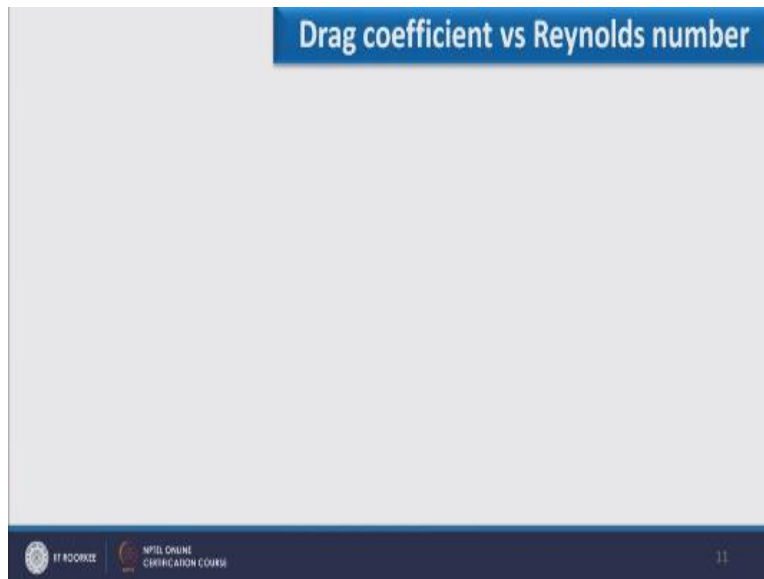 Drag coefficient vs Reynolds number
IIT ROORKEE
NPTEL ONLINE
CERTIFICATION COURSE
11